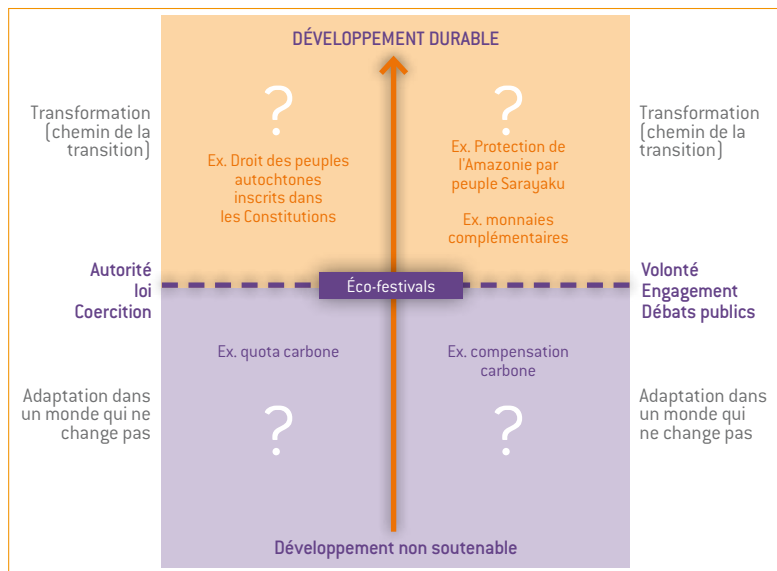 DÉVELOPPEMENT DURABLE
Transformation
(chemin de la
transition)
?
Ex. Droit des peuples
autochtones
inscrits dans
les Constitutions
?
Ex. Protection de
l'Amazonie par
peuple Sarayaku
Ex. monnaies
complémentaires
Transformation
(chemin de la
transition)
Autorité
loi
Coercition
Éco-festivals
Volonté
Engagement
Débats publics
Adaptation dans
un monde qui ne
change pas
Ex. quota carbone
?
Ex. compensation
carbone
?
Adaptation dans
un monde qui
ne change pas
Développement non soutenable